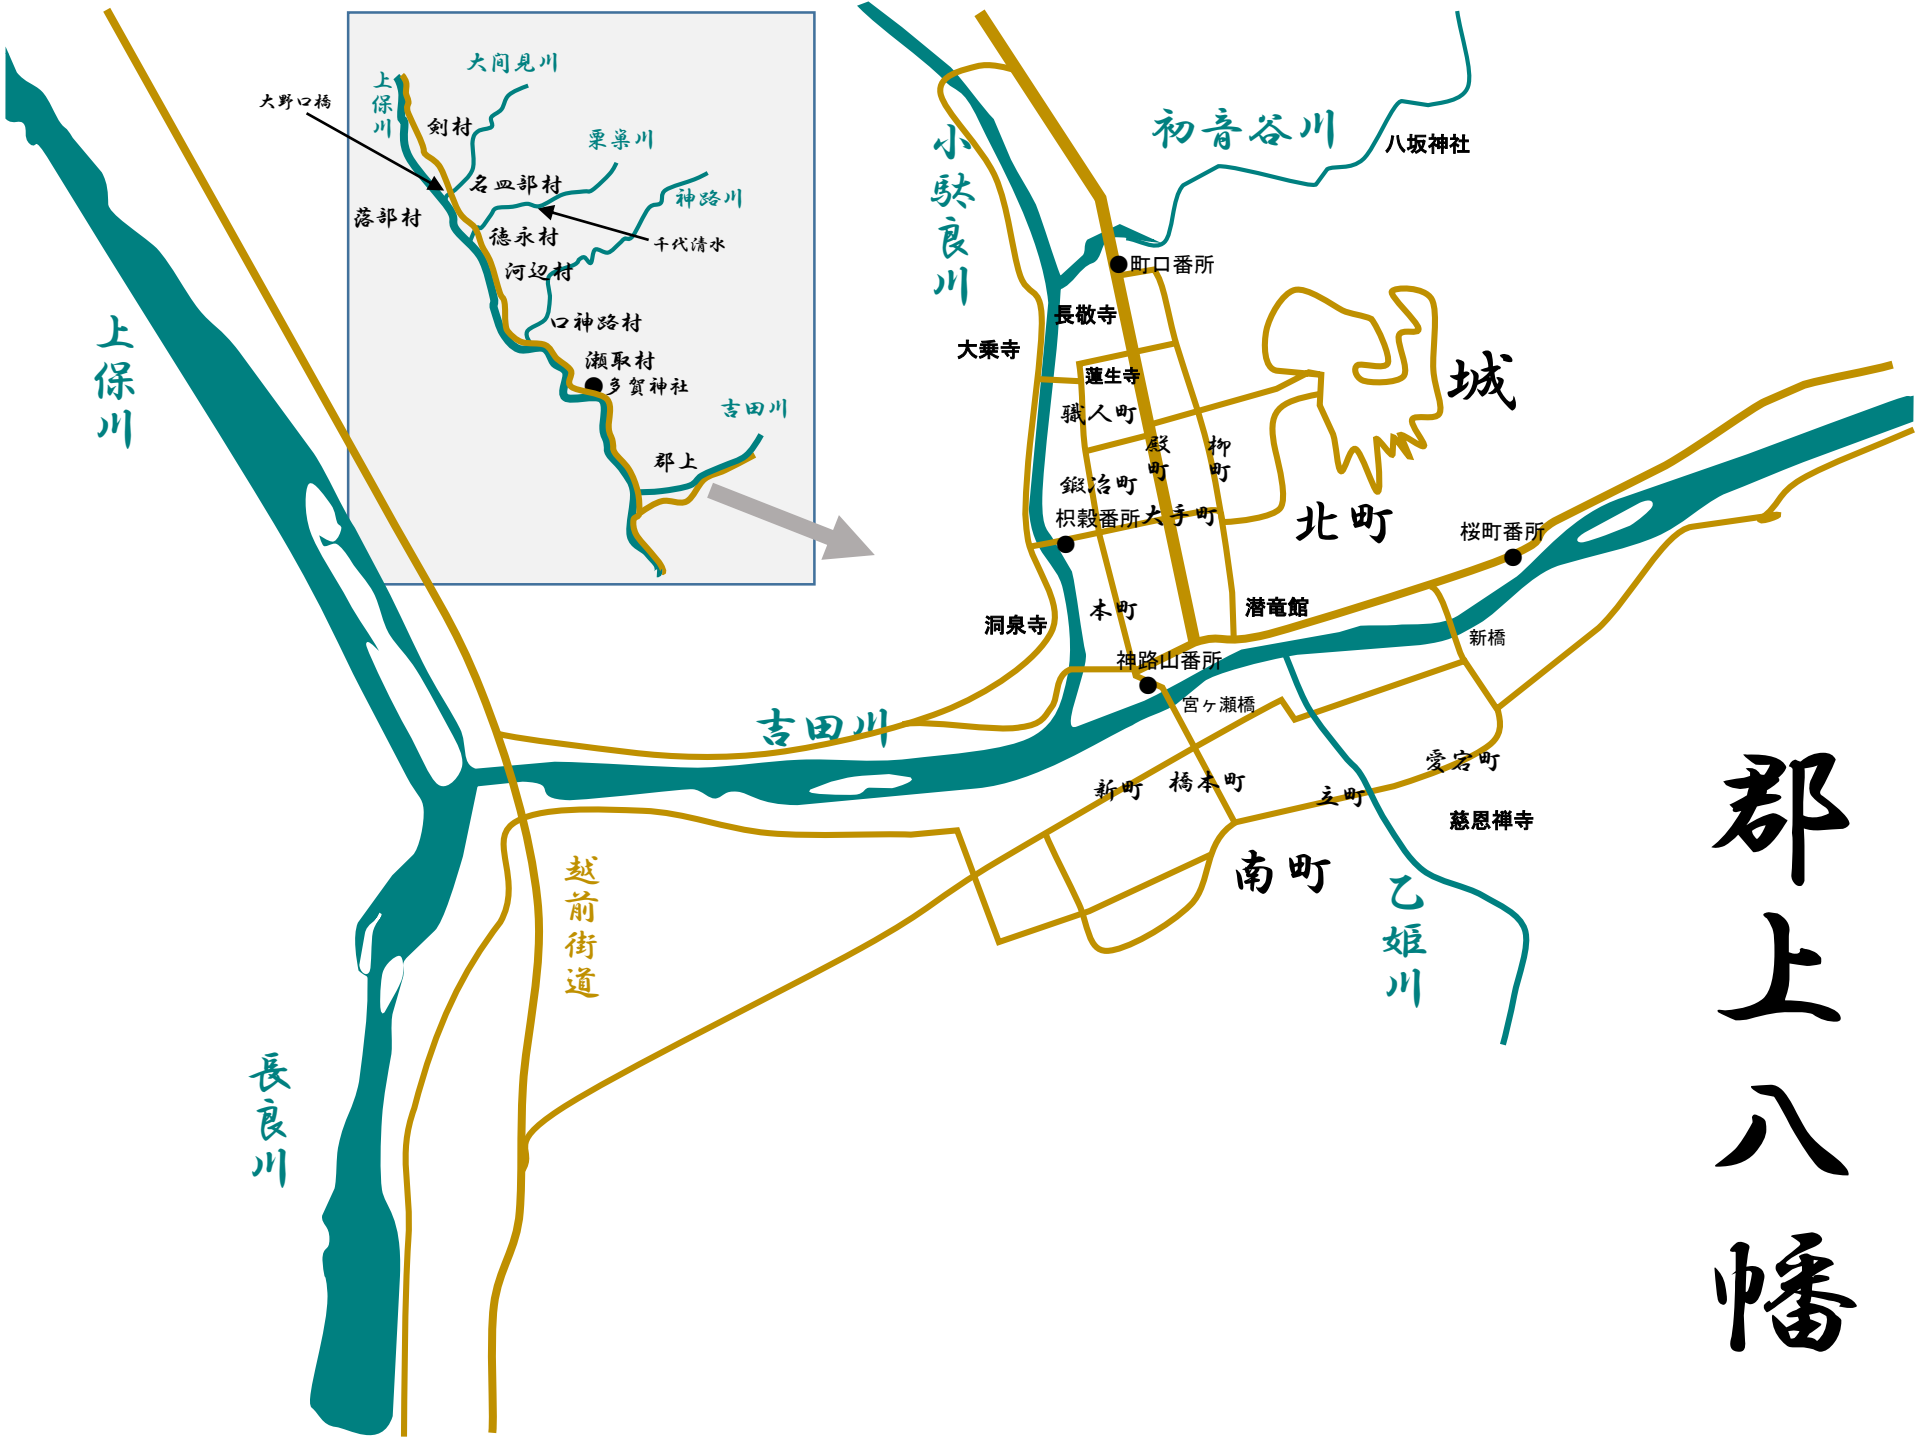 大間見川
上保川
大野口橋
剣村
栗巣川
名皿部村
神路川
落部村
徳永村
千代清水
河辺村
口神路村
瀬取村
多賀神社
吉田川
郡上
上保川
小駄良川
初音谷川
八坂神社
町口番所
長敬寺
大乗寺
蓮生寺
職人町
殿町
柳町
城
鍛冶町
枳殻番所
大手町
北町
桜町番所
本町
潜竜館
洞泉寺
新橋
神路山番所
宮ヶ瀬橋
吉田川
愛宕町
新町
橋本町
立町
慈恩禅寺
南町
乙姫川
越前街道
長良川
郡上八幡